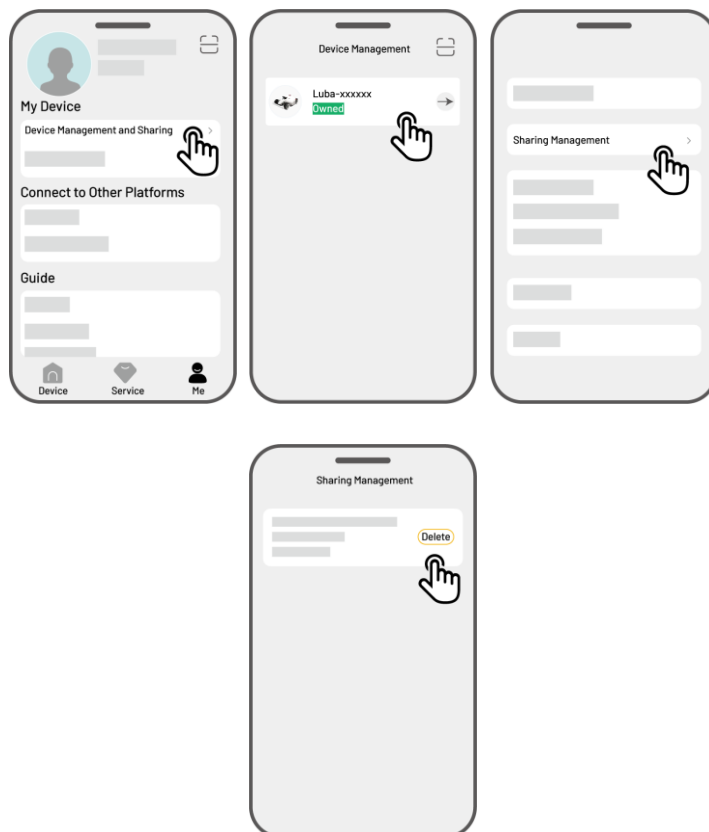 My Device
Device Management and Sharing
Connect to Other Platforms
Guide
Device
Service
Me
Device Management
Luba-xxxxxx
Owned
Sharing Management
Sharing Management
Delete